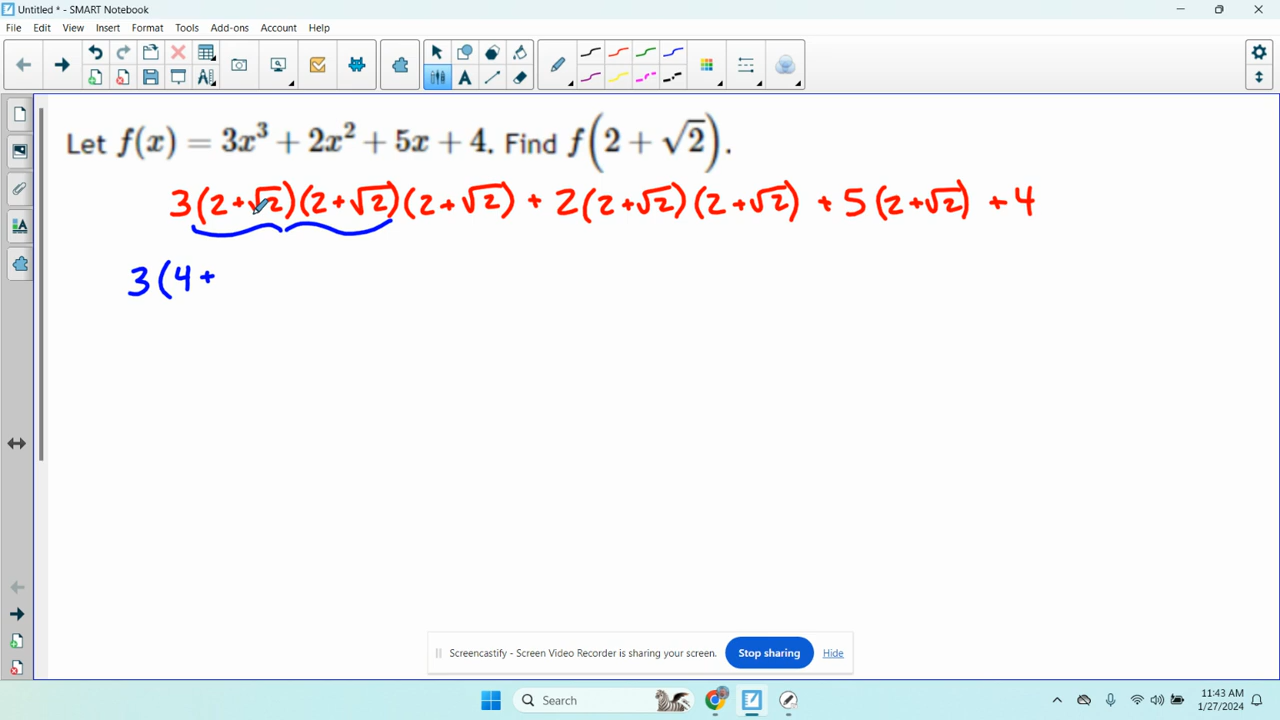 Untitled * - SMART Notebook
File Edit View Insert Format Tools Add-ons Account Help
Let f(x) = 3x³ + 2x² + 5x + 4. Find f(2 + √2).
3(2+√2)(2+√2)(2+√2) + 2(2+√2)(2+√2) + 5(2+√2) + 4
3(4+
Screencastify - Screen Video Recorder is sharing your screen. Stop sharing Hide
Search
11:43 AM
1/27/2024